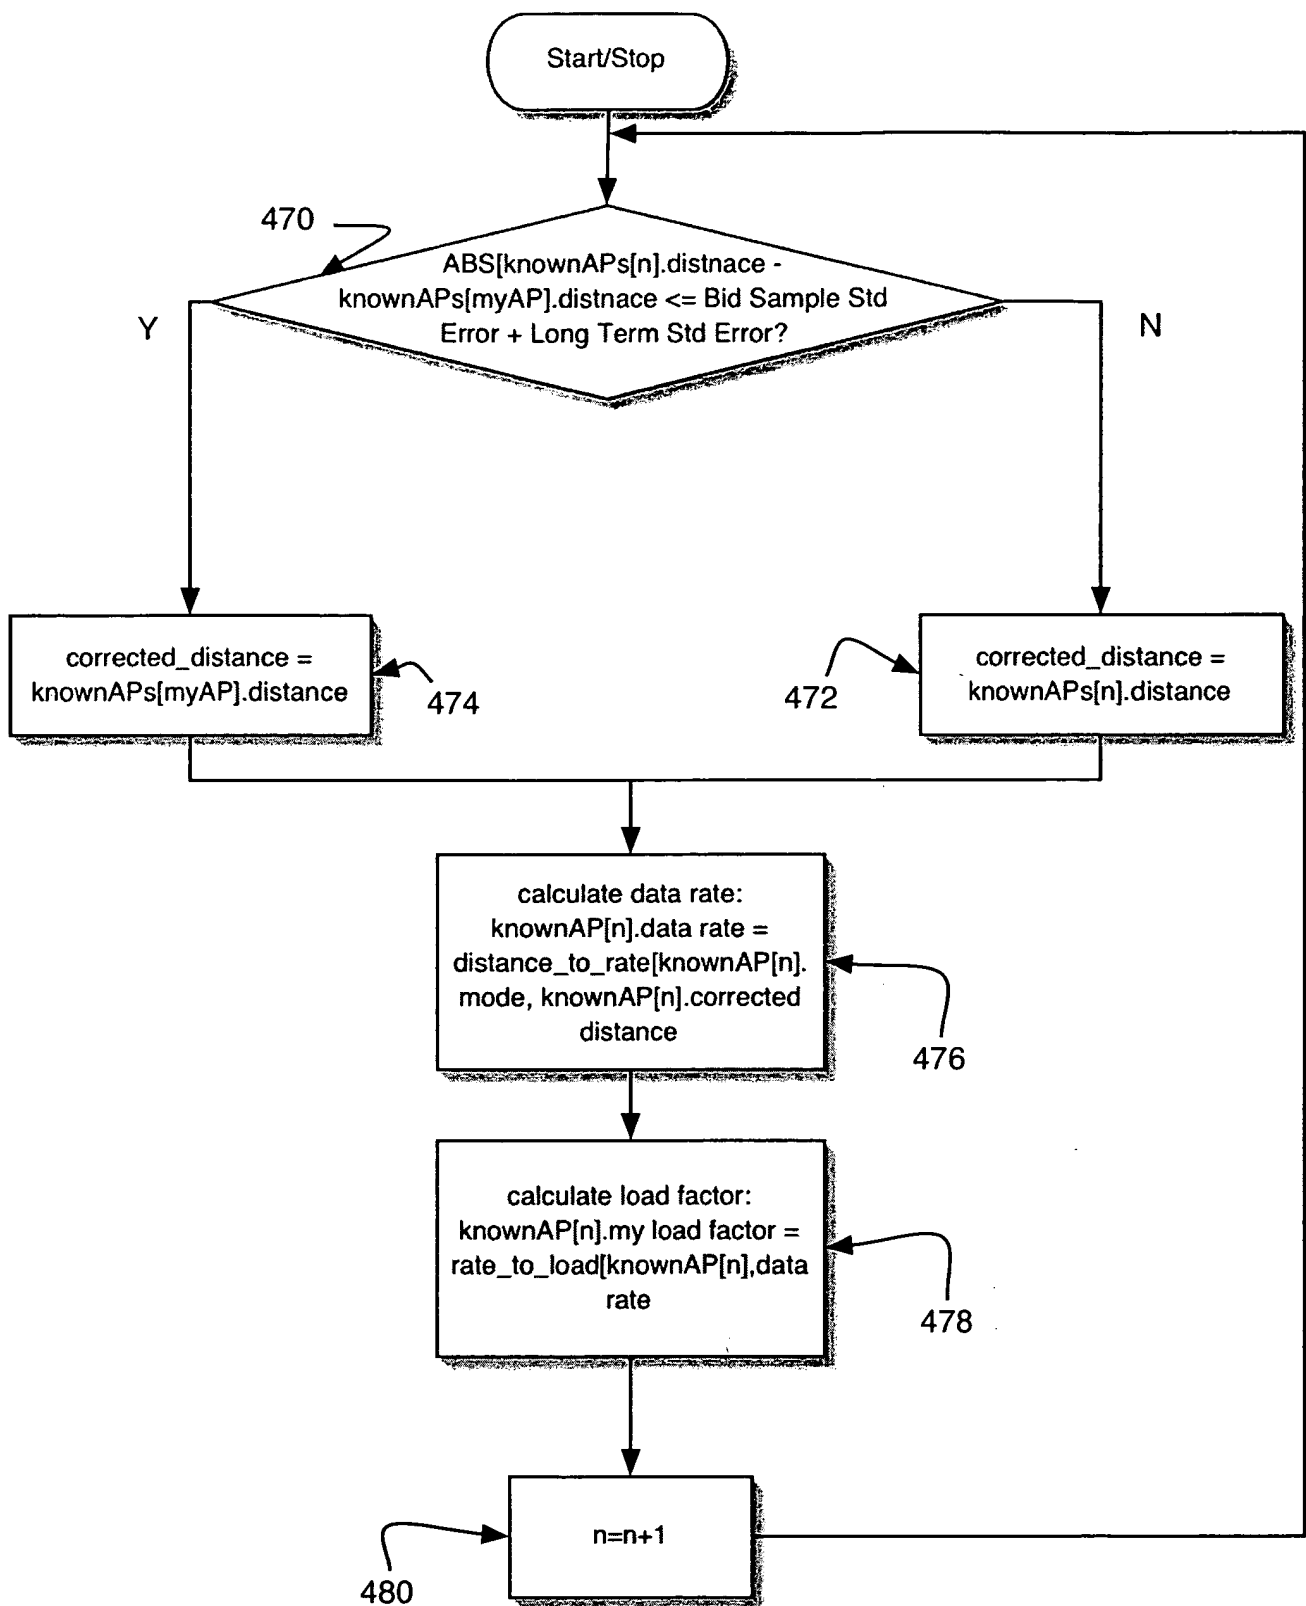 Start/Stop
470
ABS[knownAPs[n].distnace -
knownAPs[myAP].distnace <= Bid Sample Std
Error + Long Term Std Error?
Y
N
corrected_distance =
knownAPs[myAP].distance
474
472
corrected_distance =
knownAPs[n].distance
calculate data rate:
knownAP[n].data rate =
distance_to_rate[knownAP[n].
mode, knownAP[n].corrected
distance
476
calculate load factor:
knownAP[n].my load factor =
rate_to_load[knownAP[n],data
rate
478
n=n+1
480